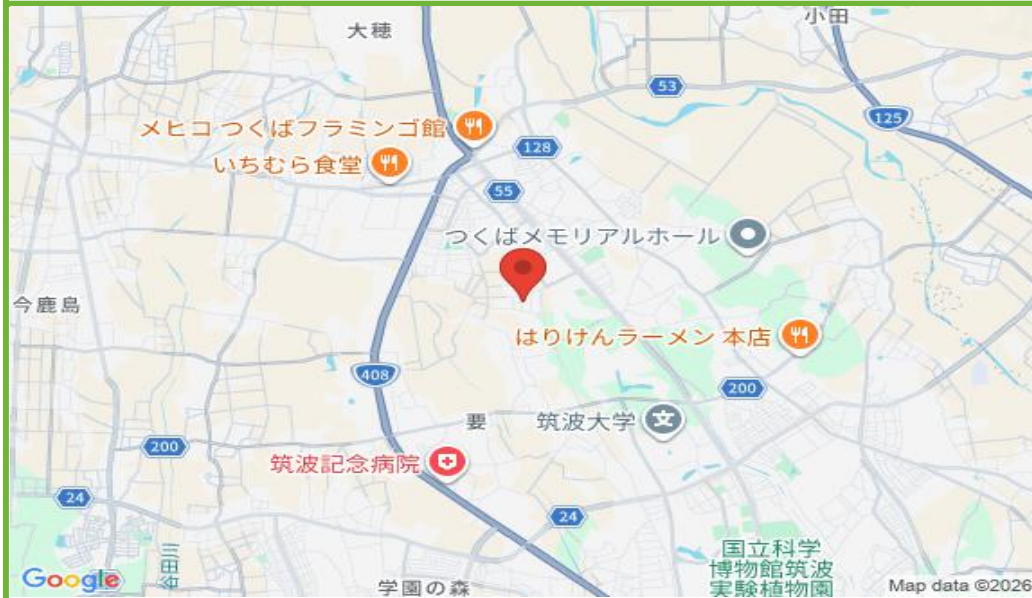 大穂
小田
53
125
メヒコ つくばフラミンゴ館
128
いちむら食堂
55
つくばメモリアルホール
今鹿島
はりけんラーメン 本店
408
200
要
筑波大学
200
筑波記念病院
24
24
国立科学
博物館筑波
実験植物園
谷田川
Google
学園の森
Map data ©2026